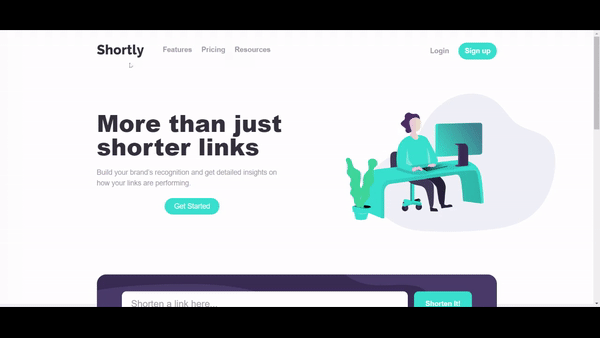 Shortly Features Pricing Resources Login Sign up
More than just
shorter links
Build your brand's recognition and get detailed insights on
how your links are performing.
Get Started
Shorten a link here...
Shorten It!